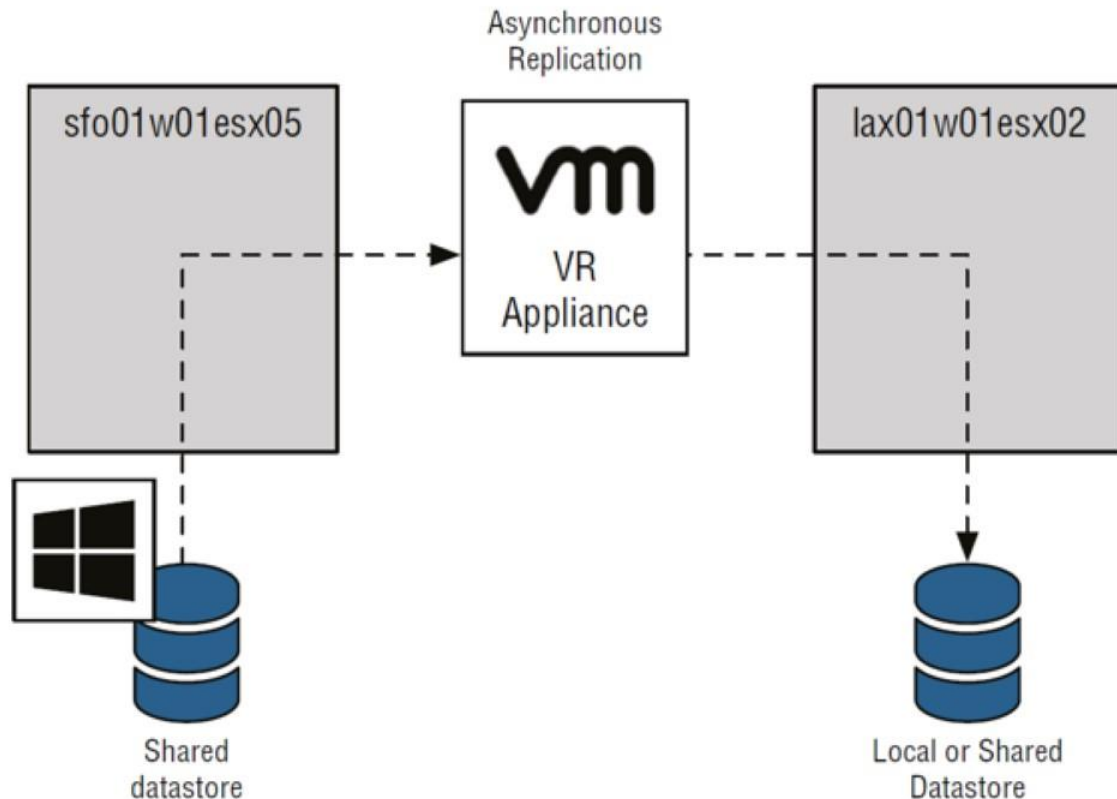 Asynchronous
Replication
sfo01w01esx05
vm
VR
Appliance
lax01w01esx02
Shared
datastore
Local or Shared
Datastore